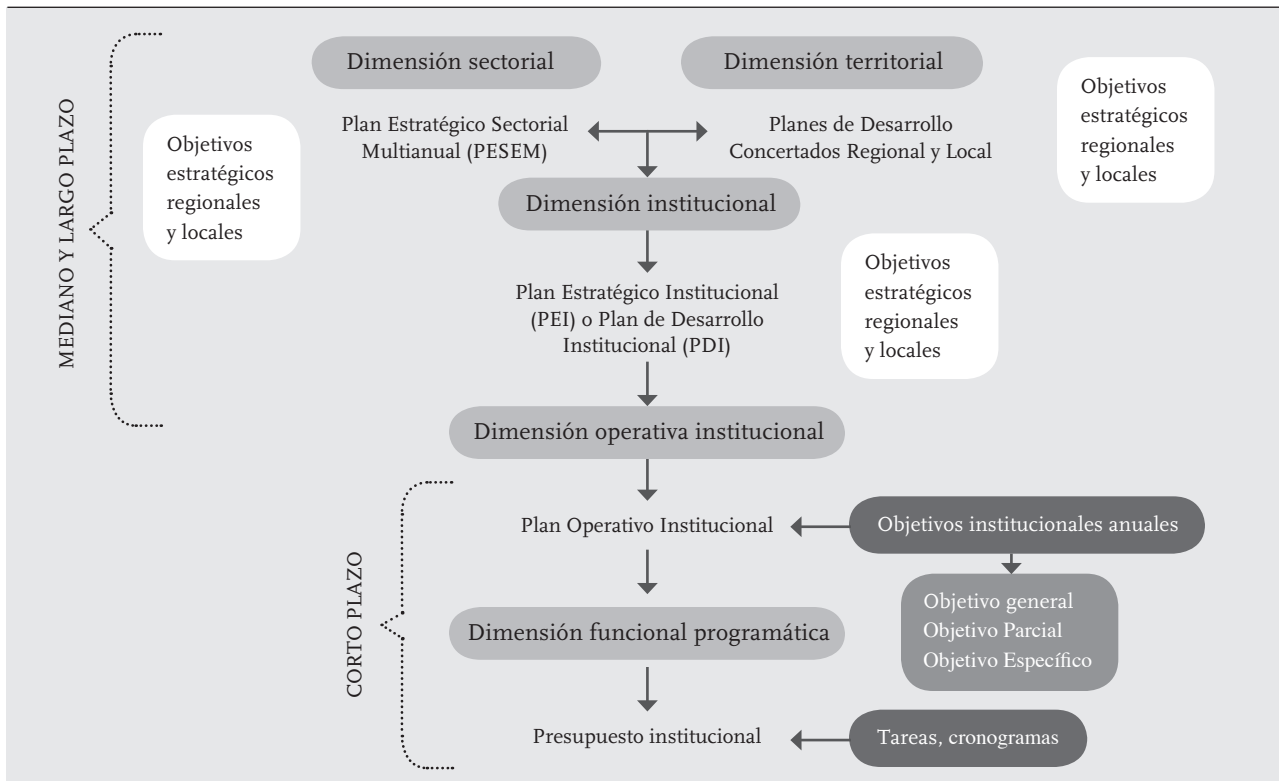 MEDIANO Y LARGO PLAZO
Dimensión sectorial
Dimensión territorial
Objetivos
estratégicos
regionales
y locales
Plan Estratégico Sectorial
Multianual (PESEM)
Planes de Desarrollo
Concertados Regional y Local
Objetivos
estratégicos
regionales
y locales
Dimensión institucional
Plan Estratégico Institucional
(PEI) o Plan de Desarrollo
Institucional (PDI)
Objetivos
estratégicos
regionales
y locales
Dimensión operativa institucional
CORTO PLAZO
Plan Operativo Institucional
Objetivos institucionales anuales
Objetivo general
Objetivo Parcial
Objetivo Específico
Dimensión funcional programática
Presupuesto institucional
Tareas, cronogramas